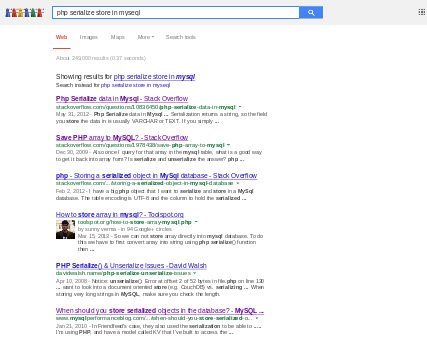 php serialize store in myseql
Web Images Maps More Search tools
About 249,000 results (0.37 seconds)
Showing results for php serialize store in mysql
Search instead for php serialize store in myseql
Php Serialize data in Mysql - Stack Overflow
stackoverflow.com/questions/10836450/php-serialize-data-in-mysql
May 31, 2012 - Php Serialize data in Mysql ... Serialization returns a string, so the field
you store the data in is usually VARCHAR or TEXT. If you simply ...
Save PHP array to MySQL? - Stack Overflow
stackoverflow.com/questions/1978438/save-php-array-to-mysql
Dec 30, 2009 - Also once I query for that array in the mysql table, what is a good way
to get it back into array form? Is serialize and unserialize the answer? php ...
php - Storing a serialized object in MySql Database - Stack Overflow
stackoverflow.com/.../storing-a-serialized-object-in-mysql-database
Feb 2, 2012 - I have a big php object that I want to serialize and store in a MySql
database. The table encoding is UTF-8 and the column to hold the serialized ...
How to store array in mysql? - Toolspot.org
toolspot.org/how-to-store-array-mysql.php
by sunny verma - in 94 Google+ circles
Mar 15, 2013 - So we can not store array directly into mysql database. To do
this we have to first convert array into string using php serialize() function
then ...
PHP Serialize() & Unserialize Issues - David Walsh
davidwalsh.name/php-serialize-unserialize-issues
Apr 10, 2008 - Notice: unserialize(): Error at offset 2 of 52 bytes in file.php on line 130
... want to look into a document oriented store (e.g. CouchDB) vs. serializing ... When
storing very long strings in MySQL, make sure you check the length.
When should you store serialized objects in the database? - MySQL ...
www.mysqlperformanceblog.com/.../when-should-you-store-serialized-o...
Jan 21, 2010 - In Friendfeed's case, they also used the serialization to be able to ...
I'm using PHP, and have a model called KV that I've built to access the ...